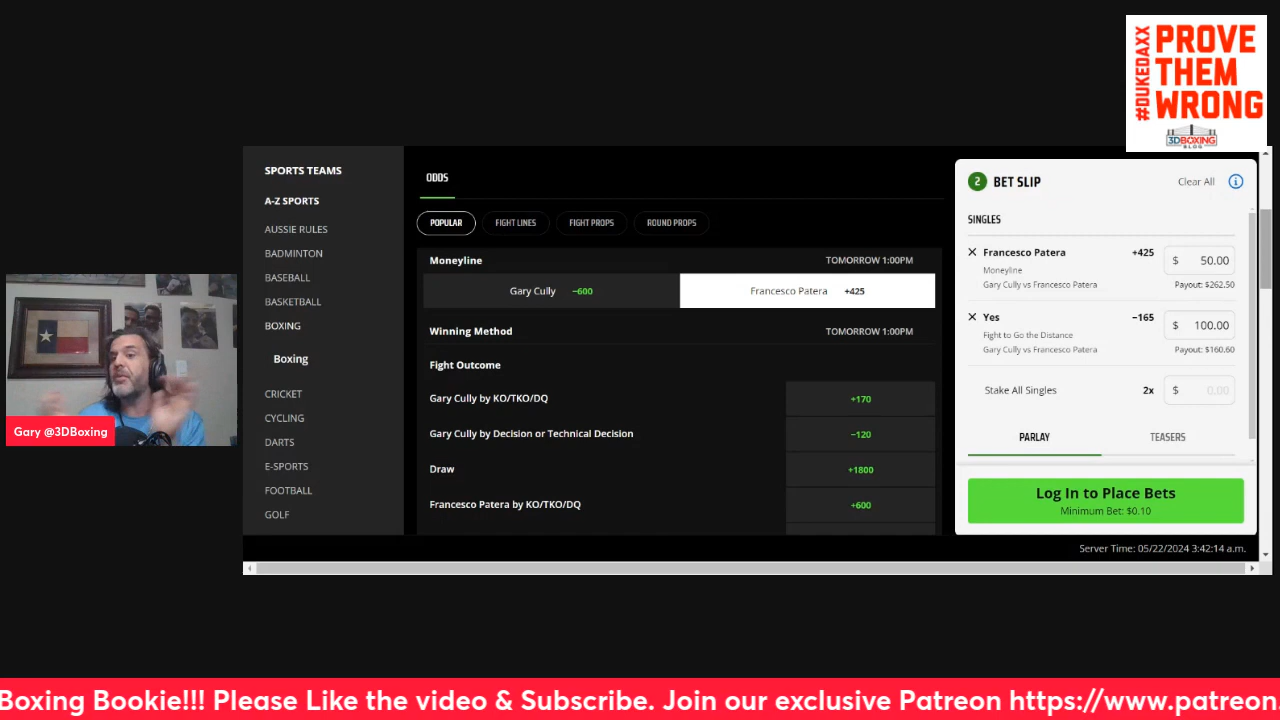 #DUKEDAXX
PROVE
THEM
WRONG
3DBOXING
BLOG
SPORTS TEAMS
A-Z SPORTS
AUSSIE RULES
BADMINTON
BASEBALL
BASKETBALL
BOXING
Boxing
CRICKET
CYCLING
DARTS
E-SPORTS
FOOTBALL
GOLF
ODDS
POPULAR FIGHT LINES FIGHT PROPS ROUND PROPS
Moneyline TOMORROW 1:00PM
Gary Cully −600 Francesco Patera +425
Winning Method TOMORROW 1:00PM
Fight Outcome
Gary Cully by KO/TKO/DQ +170
Gary Cully by Decision or Technical Decision −120
Draw +1800
Francesco Patera by KO/TKO/DQ +600
2 BET SLIP Clear All i
SINGLES
× Francesco Patera +425 $ 50.00
Moneyline
Gary Cully vs Francesco Patera Payout: $262.50
× Yes −165 $ 100.00
Fight to Go the Distance
Gary Cully vs Francesco Patera Payout: $160.60
Stake All Singles 2x $ 0.00
PARLAY TEASERS
Log In to Place Bets
Minimum Bet: $0.10
Server Time: 05/22/2024 3:42:14 a.m.
Gary @3DBoxing
Boxing Bookie!!! Please Like the video & Subscribe. Join our exclusive Patreon https://www.patreon.